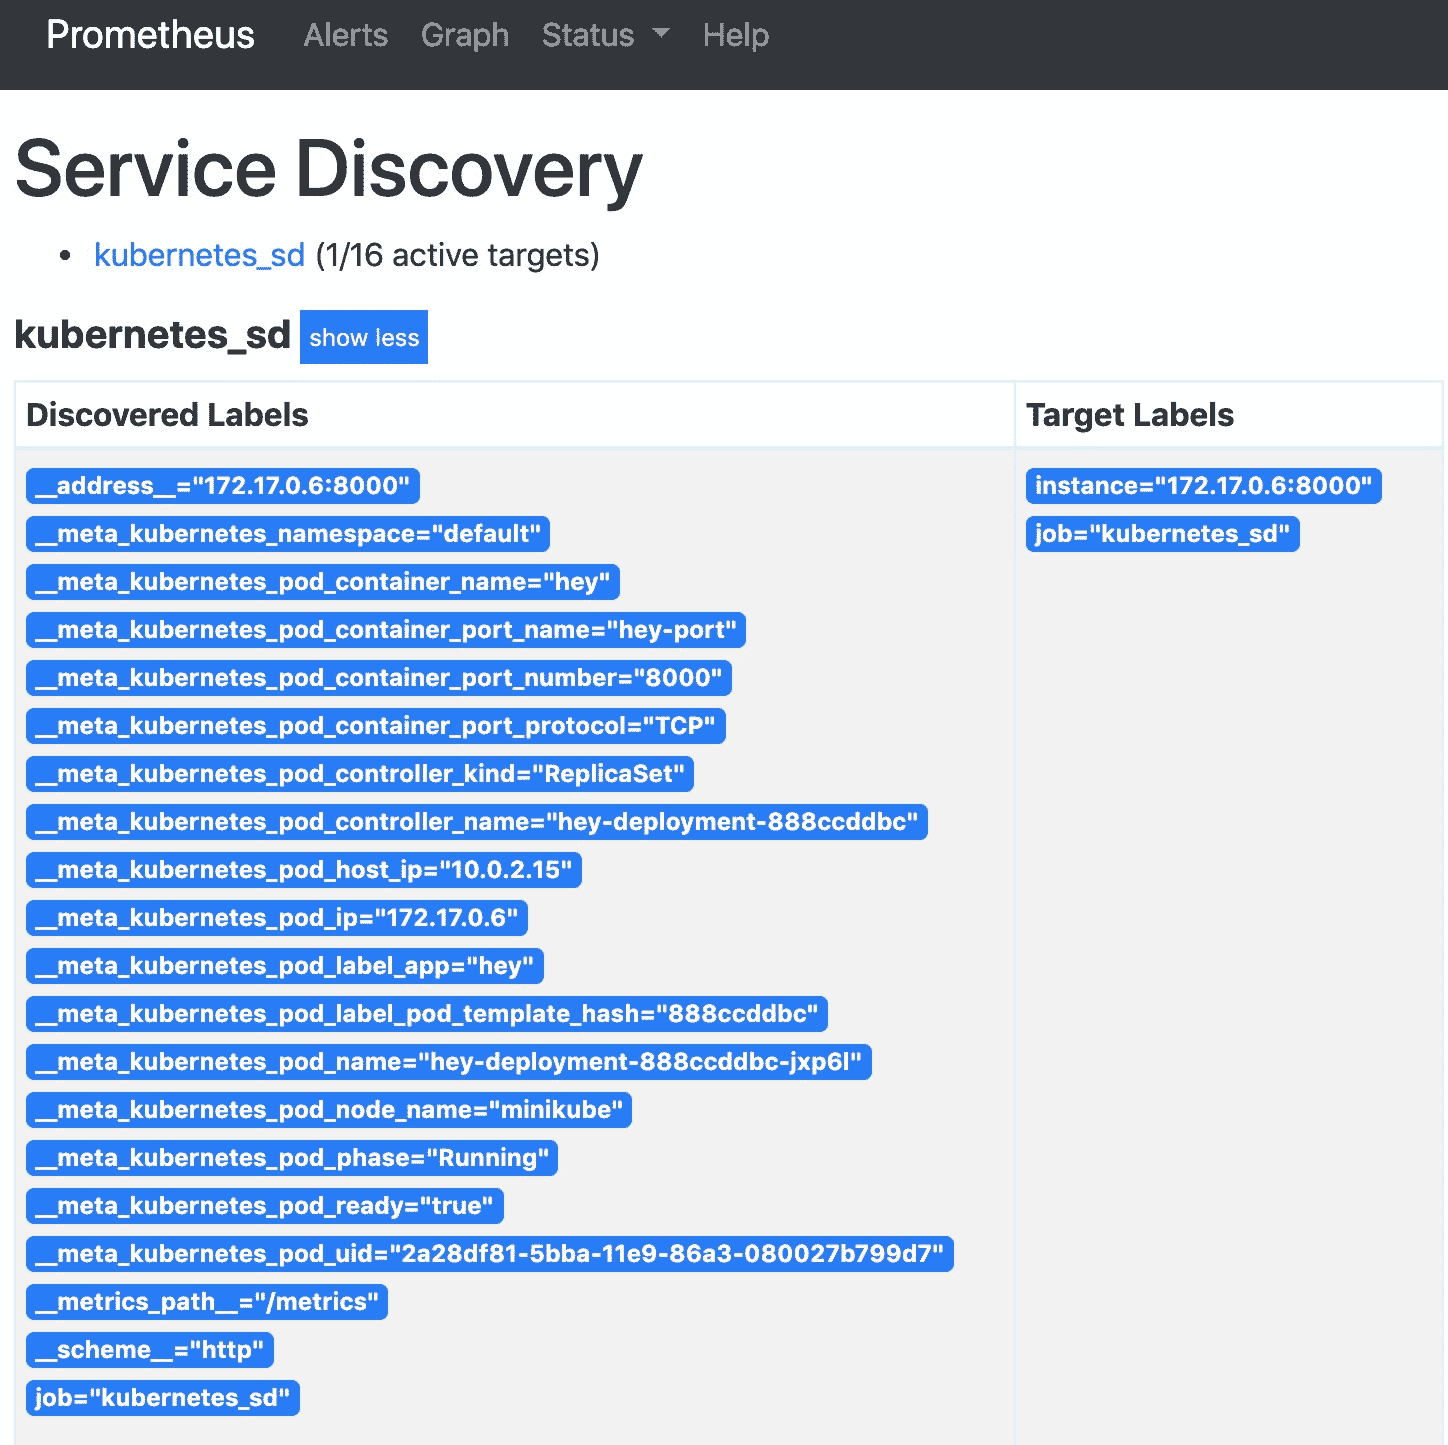 Prometheus Alerts Graph Status Help
Service Discovery
kubernetes_sd (1/16 active targets)
kubernetes_sd show less
Discovered Labels Target Labels
__address__="172.17.0.6:8000" instance="172.17.0.6:8000"
__meta_kubernetes_namespace="default" job="kubernetes_sd"
__meta_kubernetes_pod_container_name="hey"
__meta_kubernetes_pod_container_port_name="hey-port"
__meta_kubernetes_pod_container_port_number="8000"
__meta_kubernetes_pod_container_port_protocol="TCP"
__meta_kubernetes_pod_controller_kind="ReplicaSet"
__meta_kubernetes_pod_controller_name="hey-deployment-888ccddbc"
__meta_kubernetes_pod_host_ip="10.0.2.15"
__meta_kubernetes_pod_ip="172.17.0.6"
__meta_kubernetes_pod_label_app="hey"
__meta_kubernetes_pod_label_pod_template_hash="888ccddbc"
__meta_kubernetes_pod_name="hey-deployment-888ccddbc-jxp6l"
__meta_kubernetes_pod_node_name="minikube"
__meta_kubernetes_pod_phase="Running"
__meta_kubernetes_pod_ready="true"
__meta_kubernetes_pod_uid="2a28df81-5bba-11e9-86a3-080027b799d7"
__metrics_path__="/metrics"
__scheme__="http"
job="kubernetes_sd"